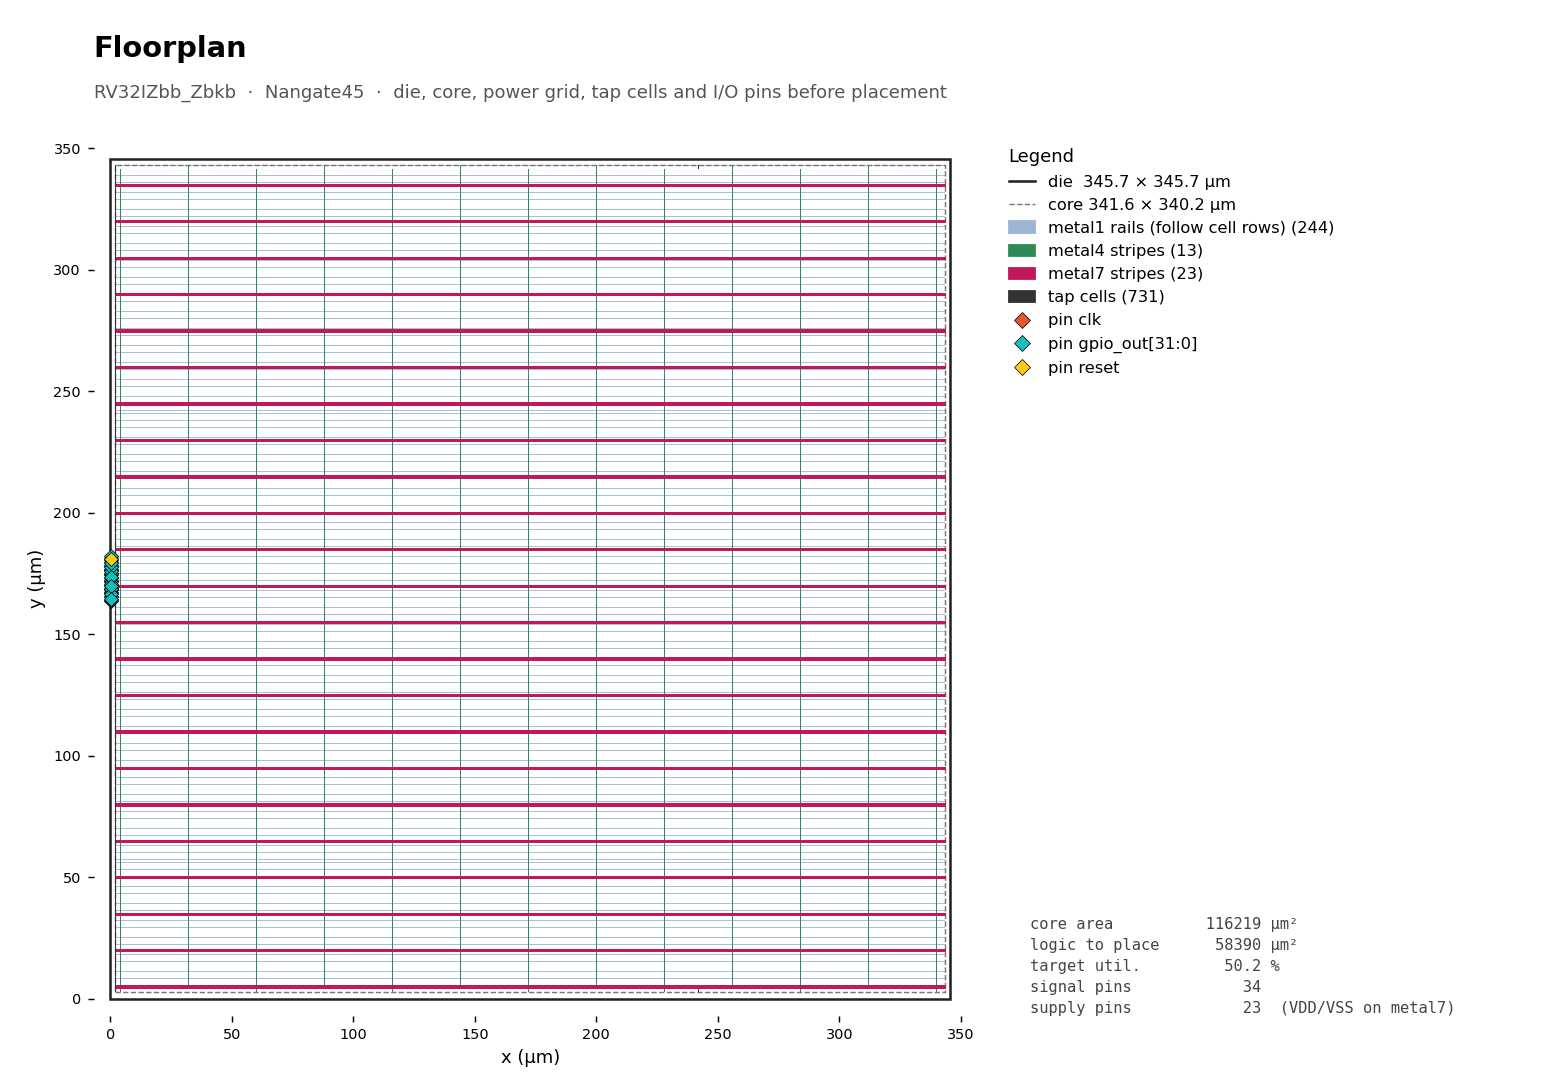 Floorplan
RV32IZbb_Zbkb · Nangate45 · die, core, power grid, tap cells and I/O pins before placement
350
300
250
200
150
100
50
0
y (μm)
0 50 100 150 200 250 300 350
x (μm)
Legend
die 345.7 × 345.7 μm
core 341.6 × 340.2 μm
metal1 rails (follow cell rows) (244)
metal4 stripes (13)
metal7 stripes (23)
tap cells (731)
pin clk
pin gpio_out[31:0]
pin reset
core area 116219 μm²
logic to place 58390 μm²
target util. 50.2 %
signal pins 34
supply pins 23 (VDD/VSS on metal7)